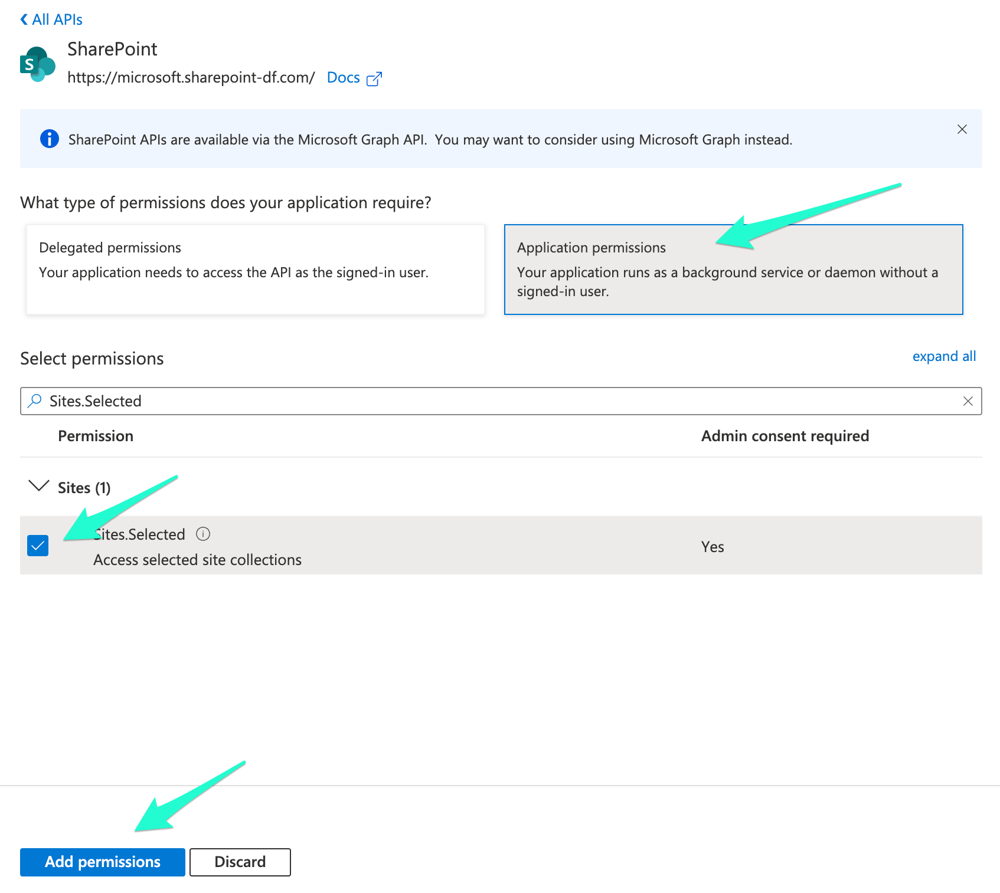 All APIs
SharePoint
S
https://microsoft.sharepoint-df.com/ Docs
SharePoint APIs are available via the Microsoft Graph API. You may want to consider using Microsoft Graph instead.
What type of permissions does your application require?
Delegated permissions
Your application needs to access the API as the signed-in user.
Application permissions
Your application runs as a background service or daemon without a
signed-in user.
Select permissions
expand all
Sites.Selected
Permission Admin consent required
Sites (1)
Sites.Selected
Access selected site collections
Yes
Add permissions Discard